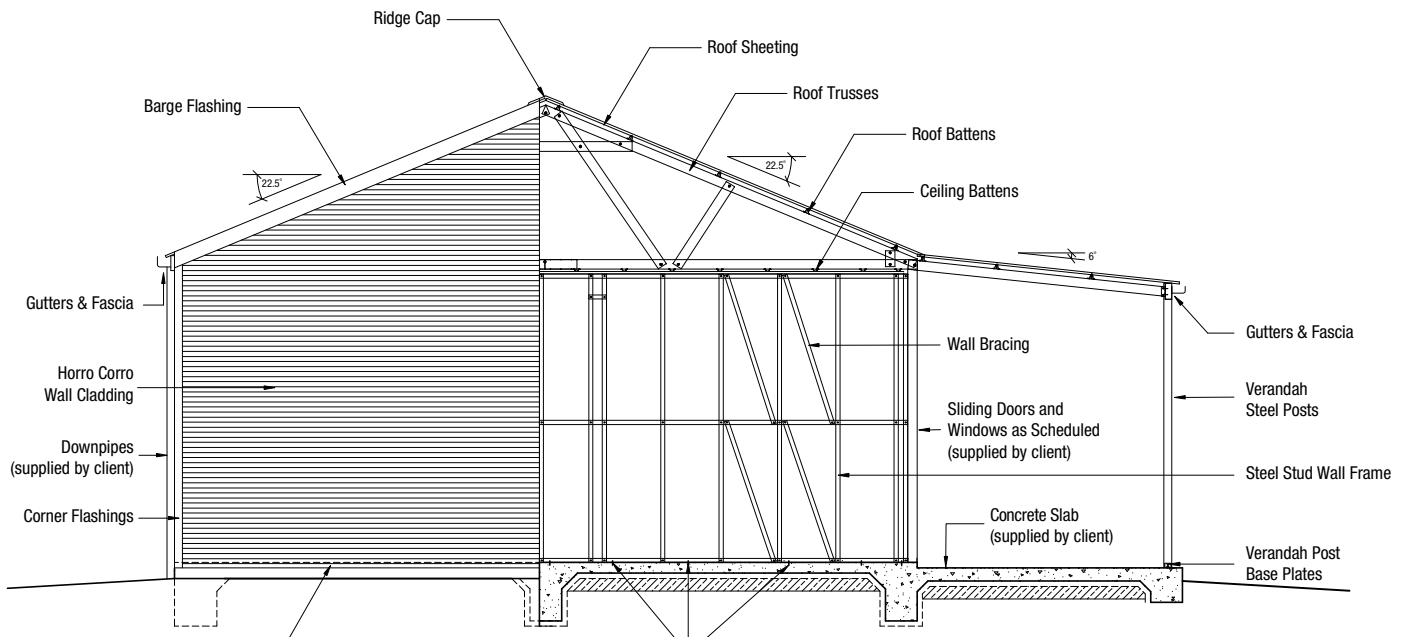 Ridge Cap
Roof Sheeting
Barge Flashing
Roof Trusses
Roof Battens
22.5°
22.5°
Ceiling Battens
6°
Gutters & Fascia
Gutters & Fascia
Wall Bracing
Horro Corro
Wall Cladding
Verandah
Steel Posts
Sliding Doors and
Windows as Scheduled
(supplied by client)
Downpipes
(supplied by client)
Steel Stud Wall Frame
Corner Flashings
Concrete Slab
(supplied by client)
Verandah Post
Base Plates